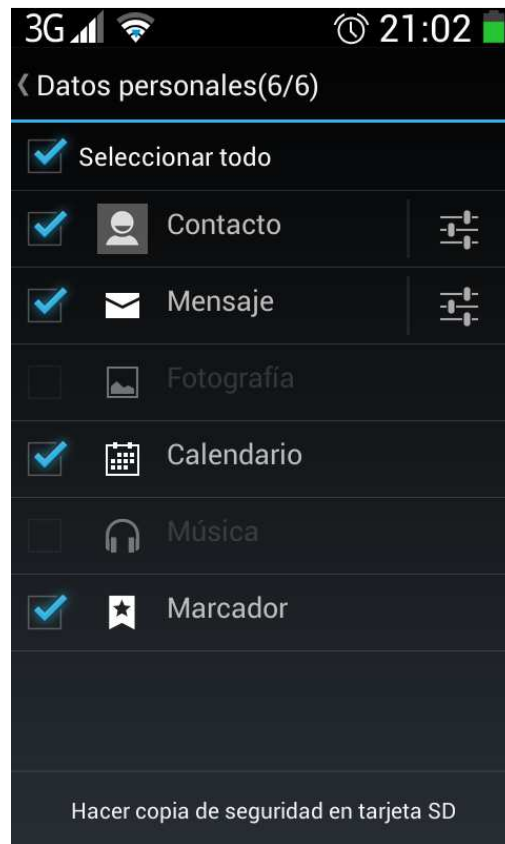 3G 21:02
Datos personales(6/6)
Seleccionar todo
Contacto
Mensaje
Fotografía
Calendario
Música
Marcador
Hacer copia de seguridad en tarjeta SD